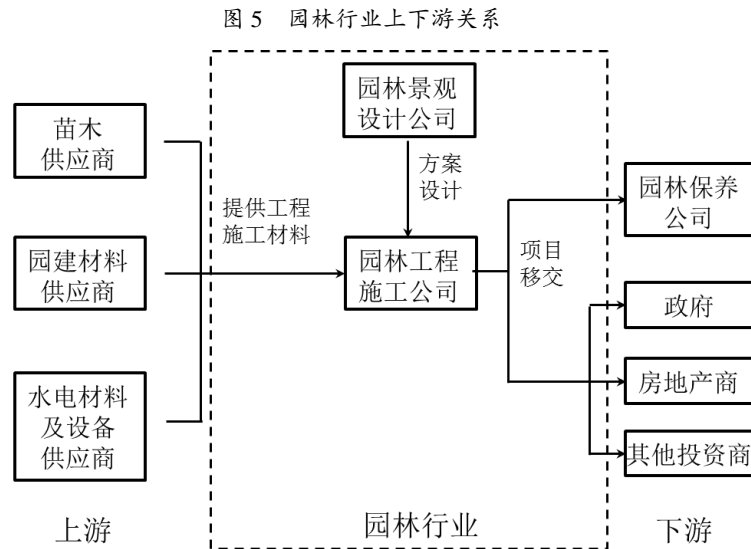 图 5 园林行业上下游关系
苗木
供应商
园建材料
供应商
水电材料
及设备
供应商
上游
提供工程
施工材料
园林景观
设计公司
方案
设计
园林工程
施工公司
项目
移交
园林行业
园林保养
公司
政府
房地产商
其他投资商
下游